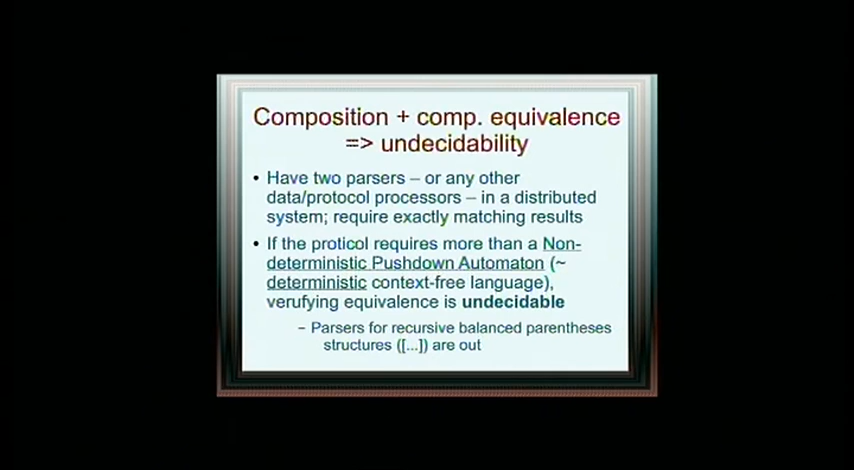 Composition + comp. equivalence
=> undecidability
• Have two parsers – or any other
data/protocol processors – in a distributed
system; require exactly matching results
• If the proticol requires more than a Non-
deterministic Pushdown Automaton (~
deterministic context-free language),
verufying equivalence is undecidable
– Parsers for recursive balanced parentheses
structures ([...]) are out